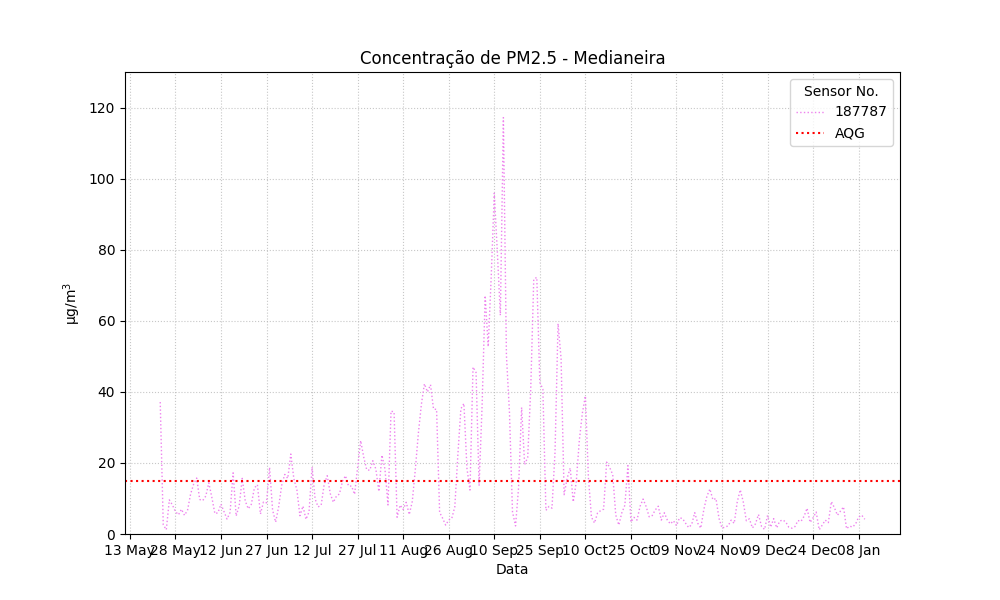 Concentração de PM2.5 - Medianeira
Sensor No.
187787
AQG
120
100
80
60
40
20
0
µg/m³
13 May 28 May 12 Jun 27 Jun 12 Jul 27 Jul 11 Aug 26 Aug 10 Sep 25 Sep 10 Oct 25 Oct 09 Nov 24 Nov 09 Dec 24 Dec 08 Jan
Data